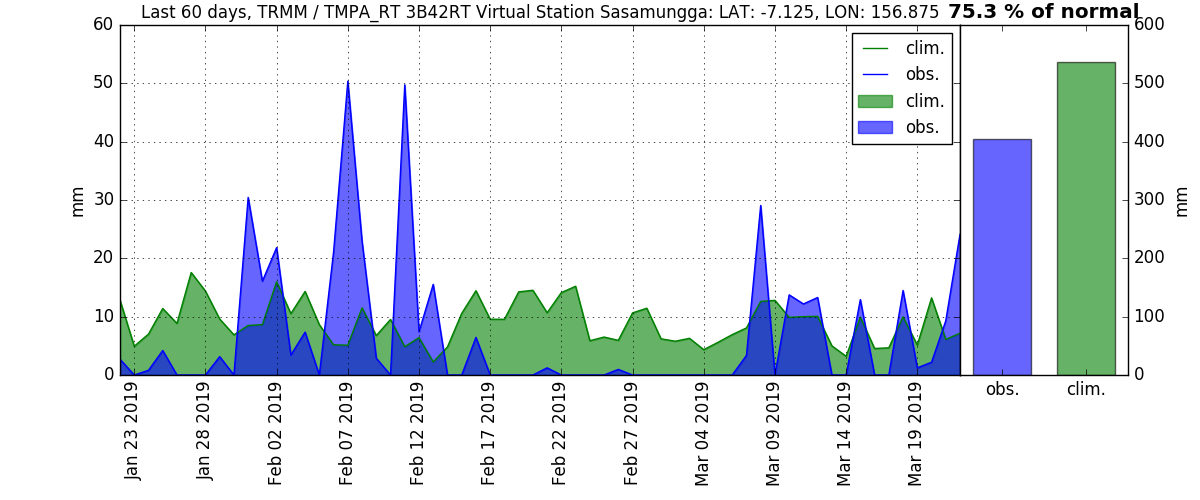 Last 60 days, TRMM / TMPA_RT 3B42RT Virtual Station Sasamungga: LAT: -7.125, LON: 156.875
75.3 % of normal
60
50
40
30
20
10
0
mm
clim.
obs.
clim.
obs.
600
500
400
300
200
100
0
mm
Jan 23 2019
Jan 28 2019
Feb 02 2019
Feb 07 2019
Feb 12 2019
Feb 17 2019
Feb 22 2019
Feb 27 2019
Mar 04 2019
Mar 09 2019
Mar 14 2019
Mar 19 2019
obs.
clim.